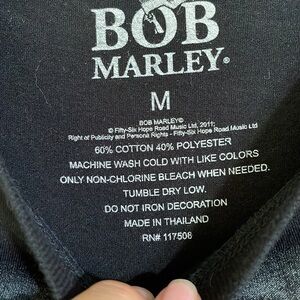 BOB
MARLEY®
M
BOB MARLEY®
© Fifty-Six Hope Road Music Ltd, 2011;
Right of Publicity and Persona Rights - Fifty-Six Hope Road Music Ltd
60% COTTON 40% POLYESTER
MACHINE WASH COLD WITH LIKE COLORS
ONLY NON-CHLORINE BLEACH WHEN NEEDED.
TUMBLE DRY LOW.
DO NOT IRON DECORATION
MADE IN THAILAND
RN# 117506